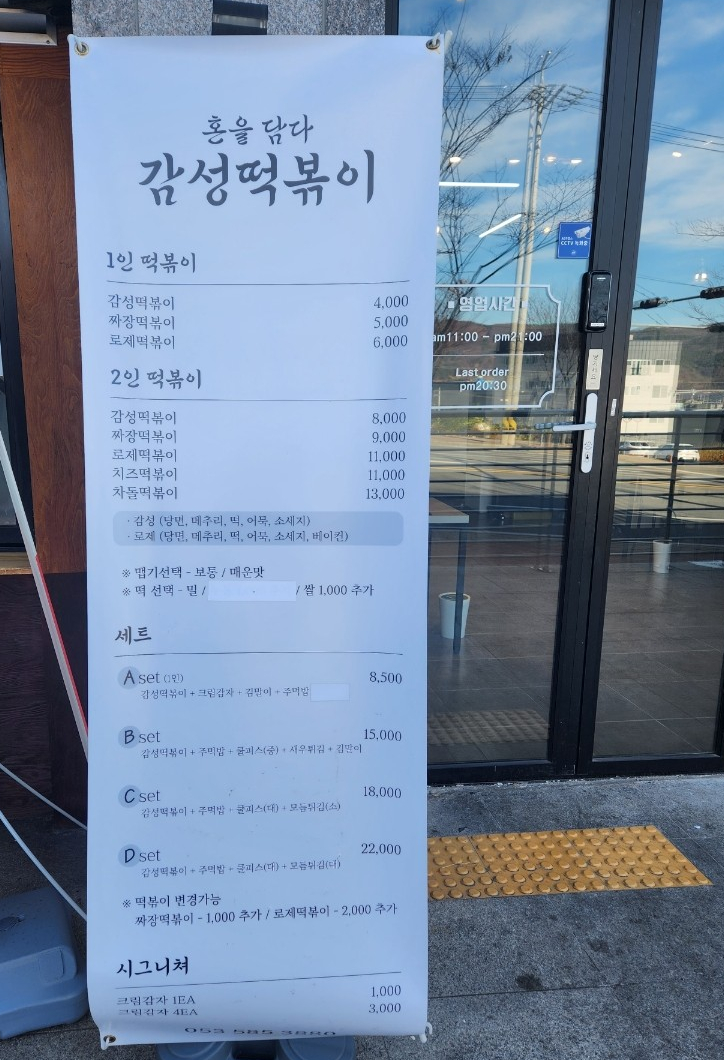 혼을 담다
감성떡볶이
1인 떡볶이
감성떡볶이 4,000
짜장떡볶이 5,000
로제떡볶이 6,000
2인 떡볶이
감성떡볶이 8,000
짜장떡볶이 9,000
로제떡볶이 11,000
치즈떡볶이 11,000
차돌떡볶이 13,000
· 감성 (당면, 메추리, 떡, 어묵, 소세지)
· 로제 (당면, 메추리, 떡, 어묵, 소세지, 베이컨)
※ 맵기선택 - 보통 / 매운맛
※ 떡 선택 - 밀 / / 쌀 1,000 추가
세트
A set (1인) 8,500
감성떡볶이 + 크림감자 + 김말이 + 주먹밥
B set 15,000
감성떡볶이 + 주먹밥 + 쿨피스(중) + 새우튀김 + 김말이
C set 18,000
감성떡볶이 + 주먹밥 + 쿨피스(대) + 모듬튀김(소)
D set 22,000
감성떡볶이 + 주먹밥 + 쿨피스(대) + 모듬튀김(대)
※ 떡볶이 변경가능
짜장떡볶이 - 1,000 추가 / 로제떡볶이 - 2,000 추가
시그니쳐
크림감자 1EA 1,000
크림감자 4EA 3,000
053 585 3880
영업시간
am11:00 - pm21:00
Last order
pm20:30
CCTV 녹화중